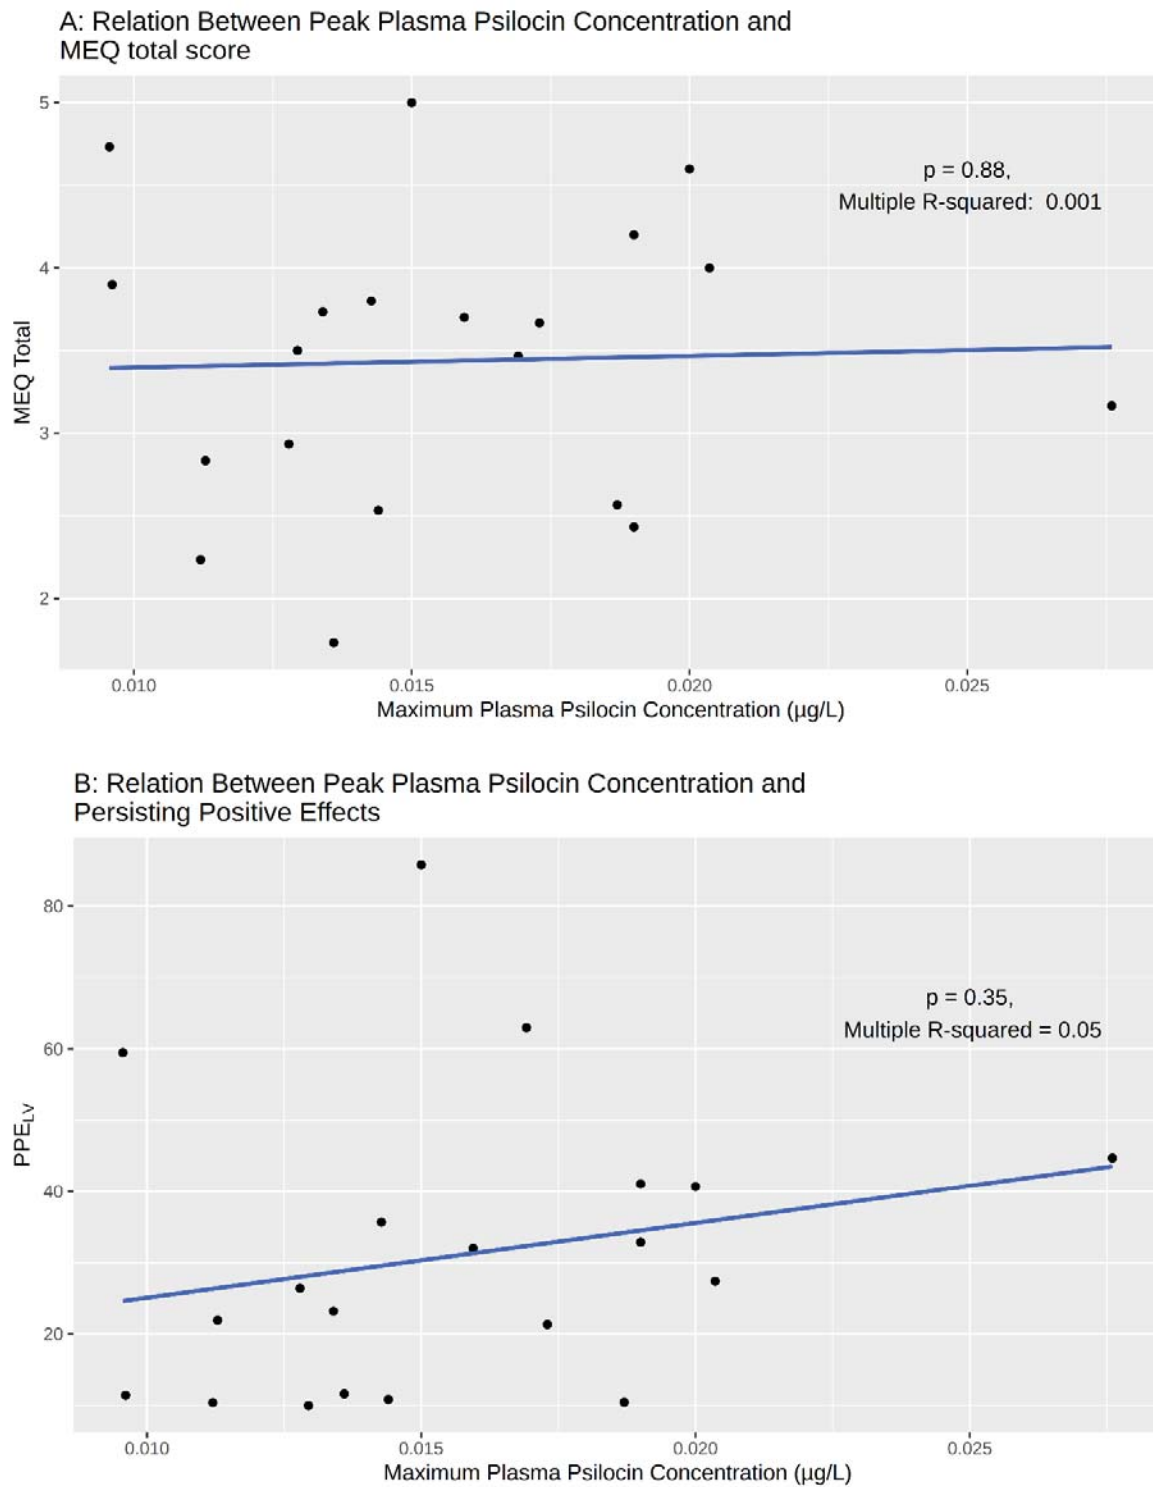 A: Relation Between Peak Plasma Psilocin Concentration and
MEQ total score
5
p = 0.88,
Multiple R-squared:  0.001
4
MEQ Total
3
2
0.010 0.015 0.020 0.025
Maximum Plasma Psilocin Concentration (µg/L)
B: Relation Between Peak Plasma Psilocin Concentration and
Persisting Positive Effects
80
p = 0.35,
Multiple R-squared = 0.05
60
PPELV
40
20
0.010 0.015 0.020 0.025
Maximum Plasma Psilocin Concentration (µg/L)